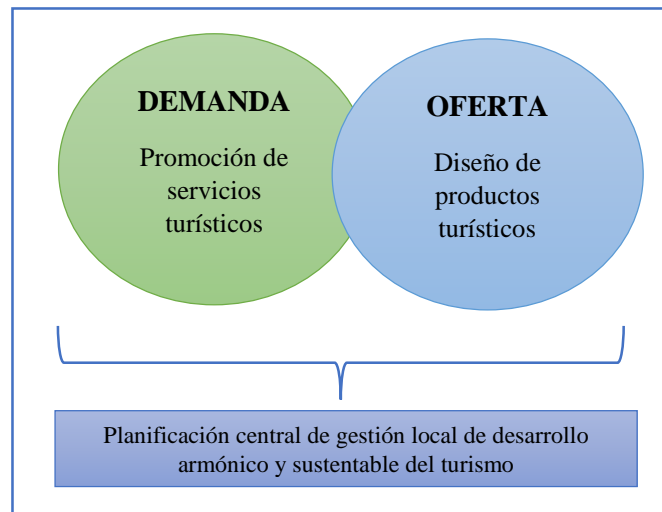 DEMANDA
Promoción de
servicios
turísticos
OFERTA
Diseño de
productos
turísticos
Planificación central de gestión local de desarrollo
armónico y sustentable del turismo